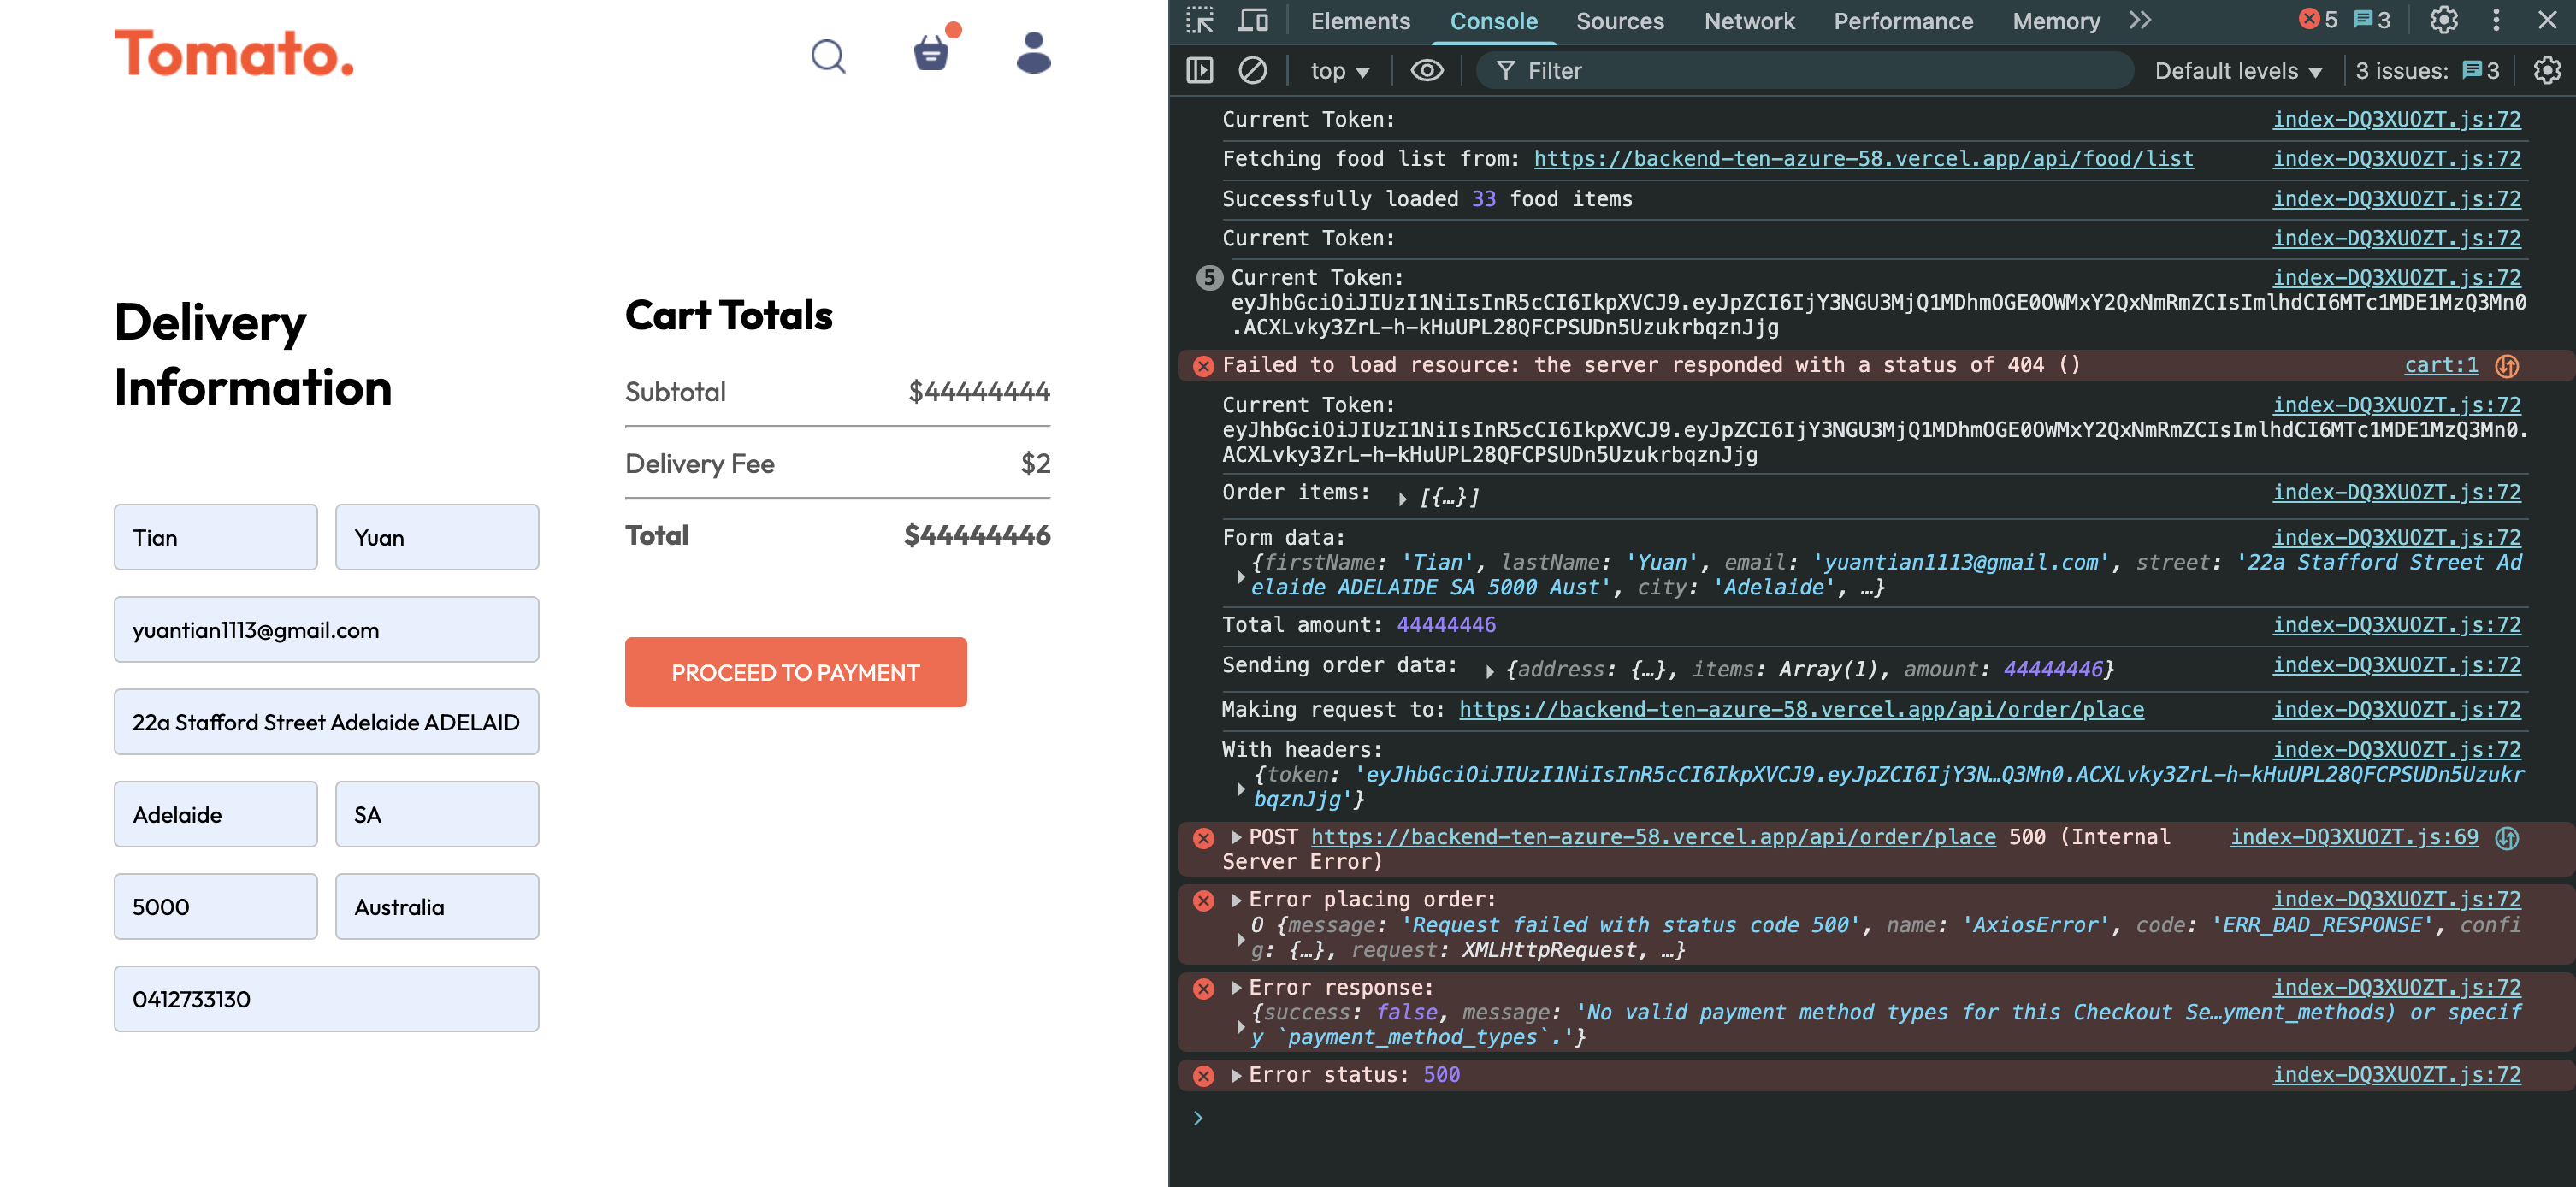 Tomato.
Delivery
Information
Tian
Yuan
yuantian1113@gmail.com
22a Stafford Street Adelaide ADELAID
Adelaide
SA
5000
Australia
0412733130
Cart Totals
Subtotal $44444444
Delivery Fee $2
Total $44444446
PROCEED TO PAYMENT
Elements Console Sources Network Performance Memory 5 3
top Filter Default levels 3 issues: 3
Current Token: index-DQ3XUOZT.js:72
Fetching food list from: https://backend-ten-azure-58.vercel.app/api/food/list index-DQ3XUOZT.js:72
Successfully loaded 33 food items index-DQ3XUOZT.js:72
Current Token: index-DQ3XUOZT.js:72
5 Current Token: index-DQ3XUOZT.js:72
eyJhbGciOiJIUzI1NiIsInR5cCI6IkpXVCJ9.eyJpZCI6IjY3NGU3MjQ1MDhmOGE0OWMxY2QxNmRmZCIsImlhdCI6MTc1MDE1MzQ3Mn0
.ACXLvky3ZrL-h-kHuUPL28QFCPSUDn5UzukrbqznJjg
Failed to load resource: the server responded with a status of 404 () cart:1
Current Token: index-DQ3XUOZT.js:72
eyJhbGciOiJIUzI1NiIsInR5cCI6IkpXVCJ9.eyJpZCI6IjY3NGU3MjQ1MDhmOGE0OWMxY2QxNmRmZCIsImlhdCI6MTc1MDE1MzQ3Mn0.
ACXLvky3ZrL-h-kHuUPL28QFCPSUDn5UzukrbqznJjg
Order items: [{…}] index-DQ3XUOZT.js:72
Form data: index-DQ3XUOZT.js:72
{firstName: 'Tian', lastName: 'Yuan', email: 'yuantian1113@gmail.com', street: '22a Stafford Street Ad
elaide ADELAIDE SA 5000 Aust', city: 'Adelaide', …}
Total amount: 44444446 index-DQ3XUOZT.js:72
Sending order data: {address: {…}, items: Array(1), amount: 44444446} index-DQ3XUOZT.js:72
Making request to: https://backend-ten-azure-58.vercel.app/api/order/place index-DQ3XUOZT.js:72
With headers: index-DQ3XUOZT.js:72
{token: 'eyJhbGciOiJIUzI1NiIsInR5cCI6IkpXVCJ9.eyJpZCI6IjY3N…Q3Mn0.ACXLvky3ZrL-h-kHuUPL28QFCPSUDn5Uzukr
bqznJjg'}
POST https://backend-ten-azure-58.vercel.app/api/order/place 500 (Internal index-DQ3XUOZT.js:69
Server Error)
Error placing order: index-DQ3XUOZT.js:72
O {message: 'Request failed with status code 500', name: 'AxiosError', code: 'ERR_BAD_RESPONSE', confi
g: {…}, request: XMLHttpRequest, …}
Error response: index-DQ3XUOZT.js:72
{success: false, message: 'No valid payment method types for this Checkout Se…yment_methods) or specif
y `payment_method_types`.'}
Error status: 500 index-DQ3XUOZT.js:72